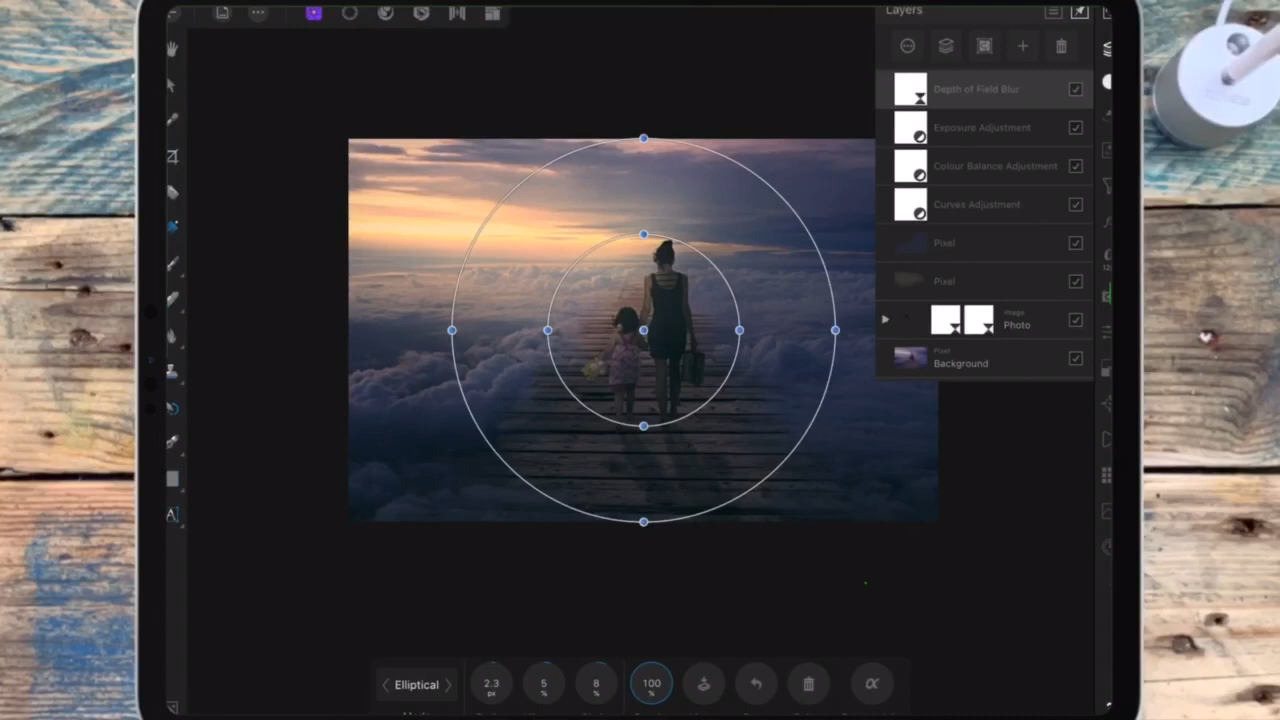 Layers
Depth of Field Blur
Exposure Adjustment
Colour Balance Adjustment
Curves Adjustment
Pixel
Pixel
Image
Photo
Pixel
Background
A
Elliptical
2.3
px
5
%
8
%
100
%